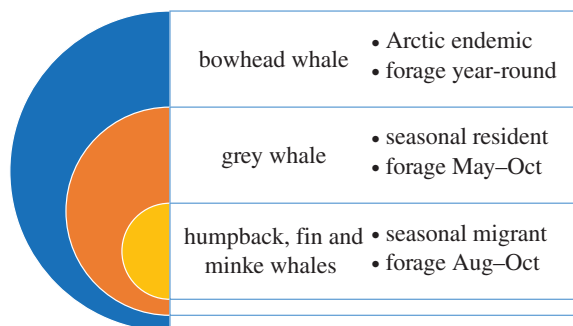 bowhead whale
• Arctic endemic
• forage year-round
grey whale
• seasonal resident
• forage May–Oct
humpback, fin and
minke whales
• seasonal migrant
• forage Aug–Oct